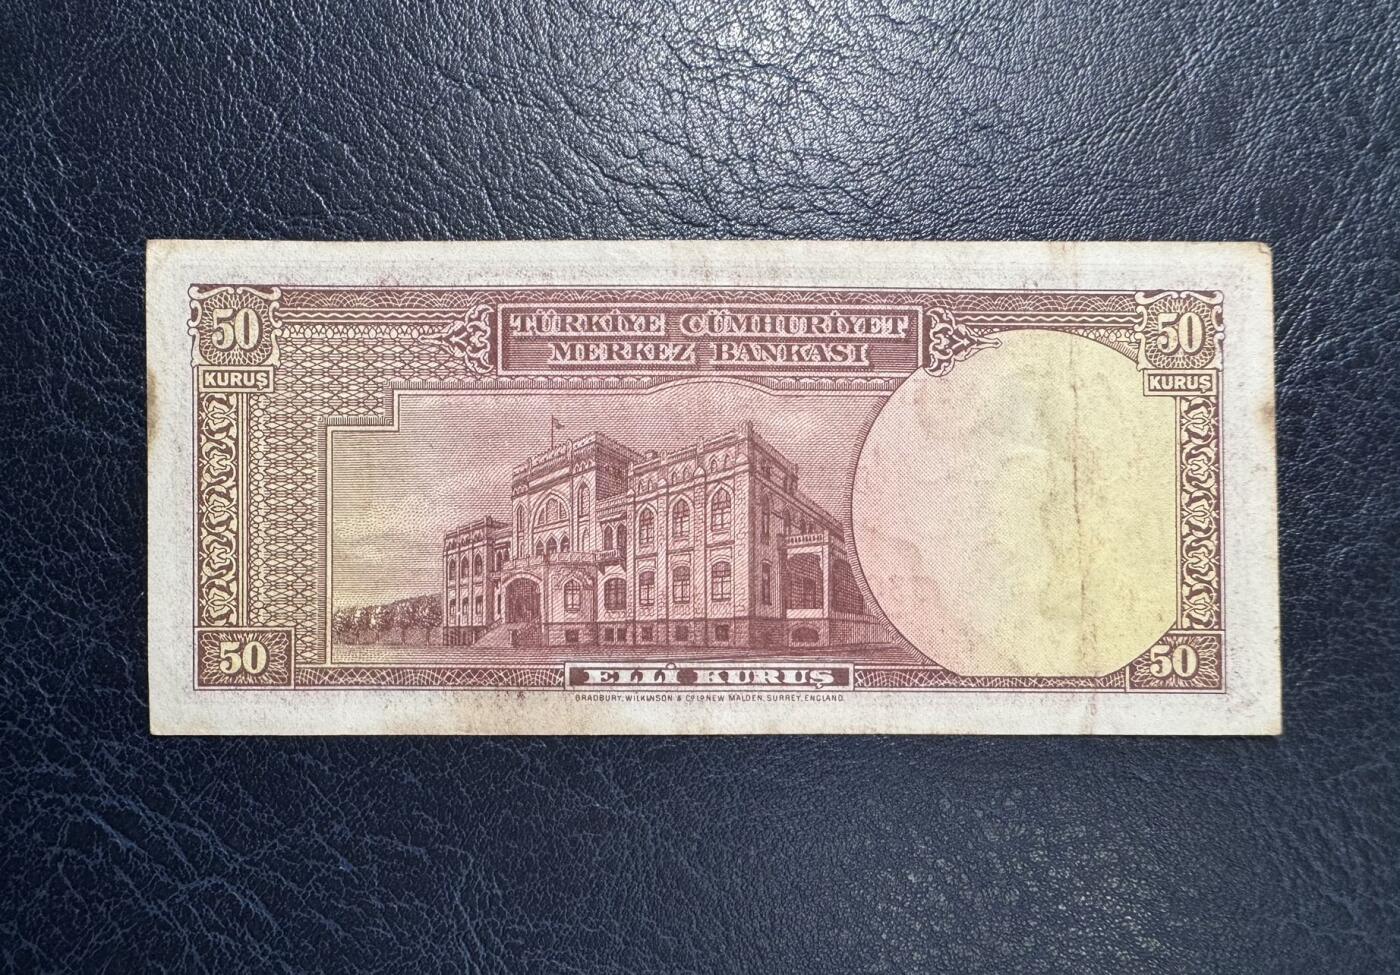 50
TÜRKİYE CÜMHURİYET
MERKEZ BANKASI
50
KURUŞ
KURUŞ
50
ELLİ KURUŞ
50
BRADBURY, WILKINSON & Cº Lº NEW MALDEN, SURREY, ENGLAND.